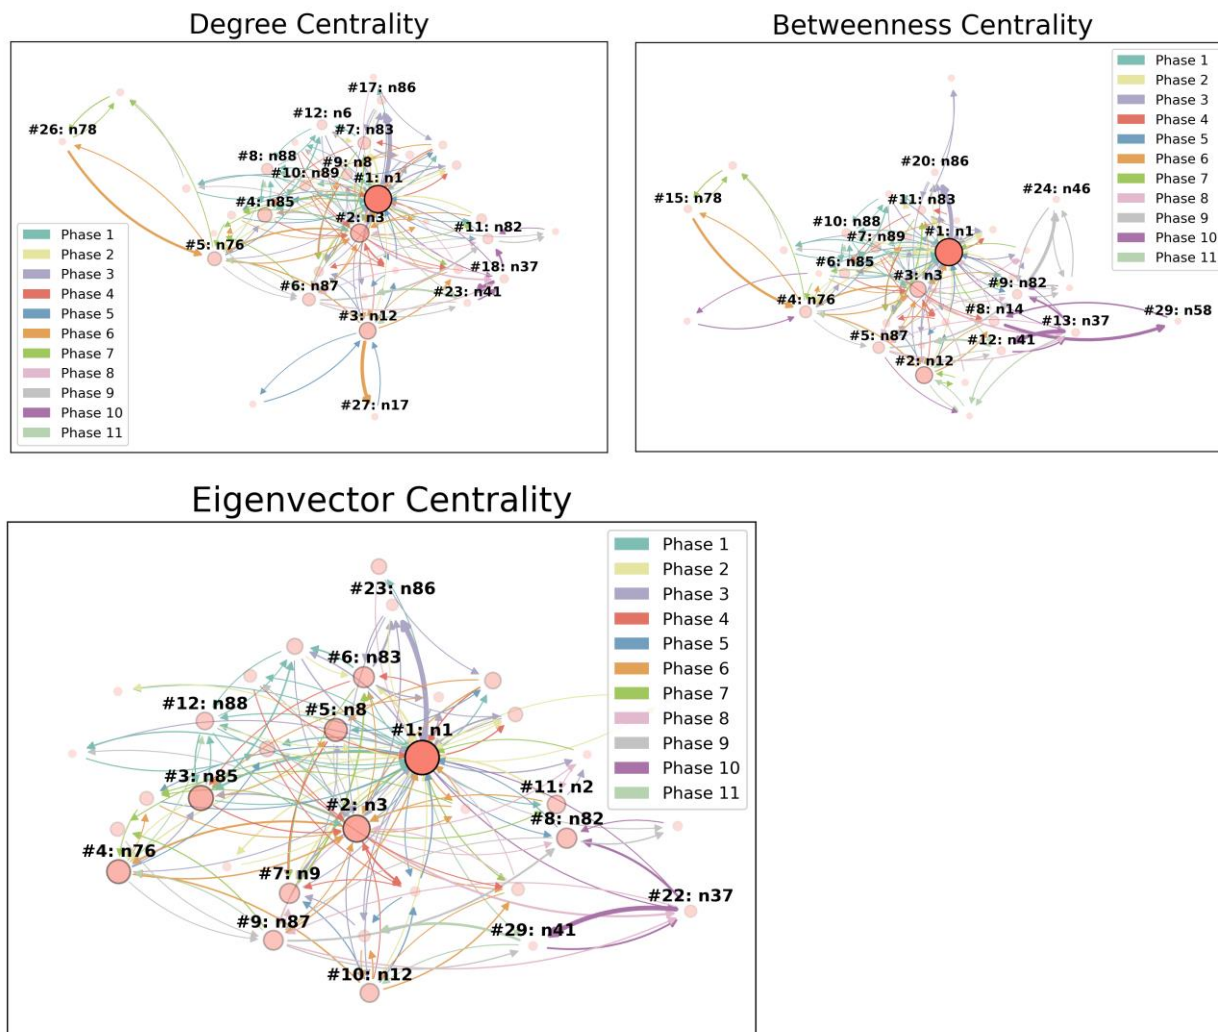 Degree Centrality
#17: n86
#12: n6
#26: n78
#7: n83
#8: n88
#9: n8
#10: n89
#1: n1
#4: n85
#2: n3
#11: n82
#5: n76
#18: n37
#6: n87
#23: n41
#3: n12
#27: n17
Phase 1
Phase 2
Phase 3
Phase 4
Phase 5
Phase 6
Phase 7
Phase 8
Phase 9
Phase 10
Phase 11
Betweenness Centrality
Phase 1
Phase 2
Phase 3
Phase 4
Phase 5
Phase 6
Phase 7
Phase 8
Phase 9
Phase 10
Phase 11
#20: n86
#24: n46
#15: n78
#11: n83
#10: n88
#1: n1
#7: n89
#6: n85
#3: n3
#9: n82
#4: n76
#8: n14
#29: n58
#13: n37
#5: n87
#12: n41
#2: n12
Eigenvector Centrality
Phase 1
Phase 2
Phase 3
Phase 4
Phase 5
Phase 6
Phase 7
Phase 8
Phase 9
Phase 10
Phase 11
#23: n86
#6: n83
#12: n88
#5: n8
#1: n1
#3: n85
#11: n2
#2: n3
#8: n82
#4: n76
#7: n9
#22: n37
#9: n87
#29: n41
#10: n12